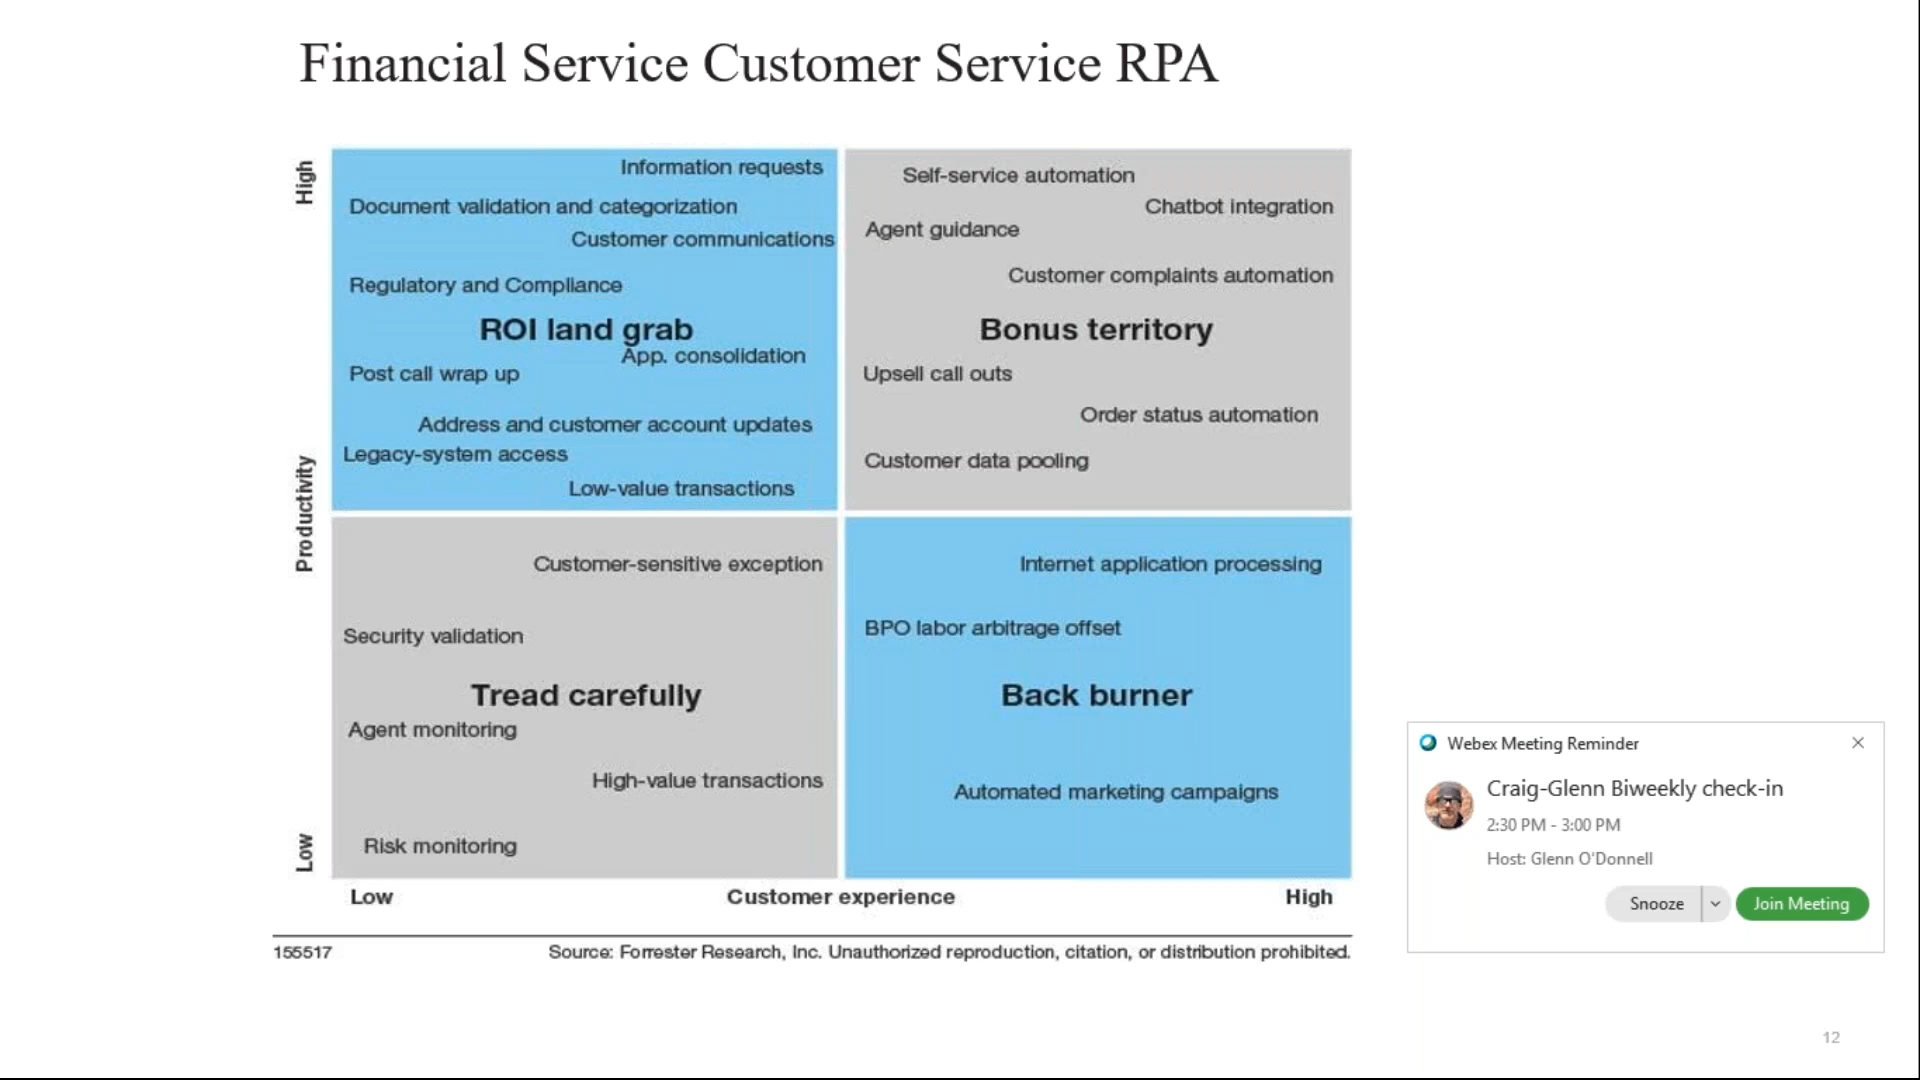 Financial Service Customer Service RPA
High
Productivity
Low
Information requests
Document validation and categorization
Customer communications
Regulatory and Compliance
ROI land grab
App. consolidation
Post call wrap up
Address and customer account updates
Legacy-system access
Low-value transactions
Self-service automation
Chatbot integration
Agent guidance
Customer complaints automation
Bonus territory
Upsell call outs
Order status automation
Customer data pooling
Customer-sensitive exception
Security validation
Tread carefully
Agent monitoring
High-value transactions
Risk monitoring
Internet application processing
BPO labor arbitrage offset
Back burner
Automated marketing campaigns
Low
Customer experience
High
155517
Source: Forrester Research, Inc. Unauthorized reproduction, citation, or distribution prohibited.
Webex Meeting Reminder
Craig-Glenn Biweekly check-in
2:30 PM - 3:00 PM
Host: Glenn O'Donnell
Snooze
Join Meeting
12